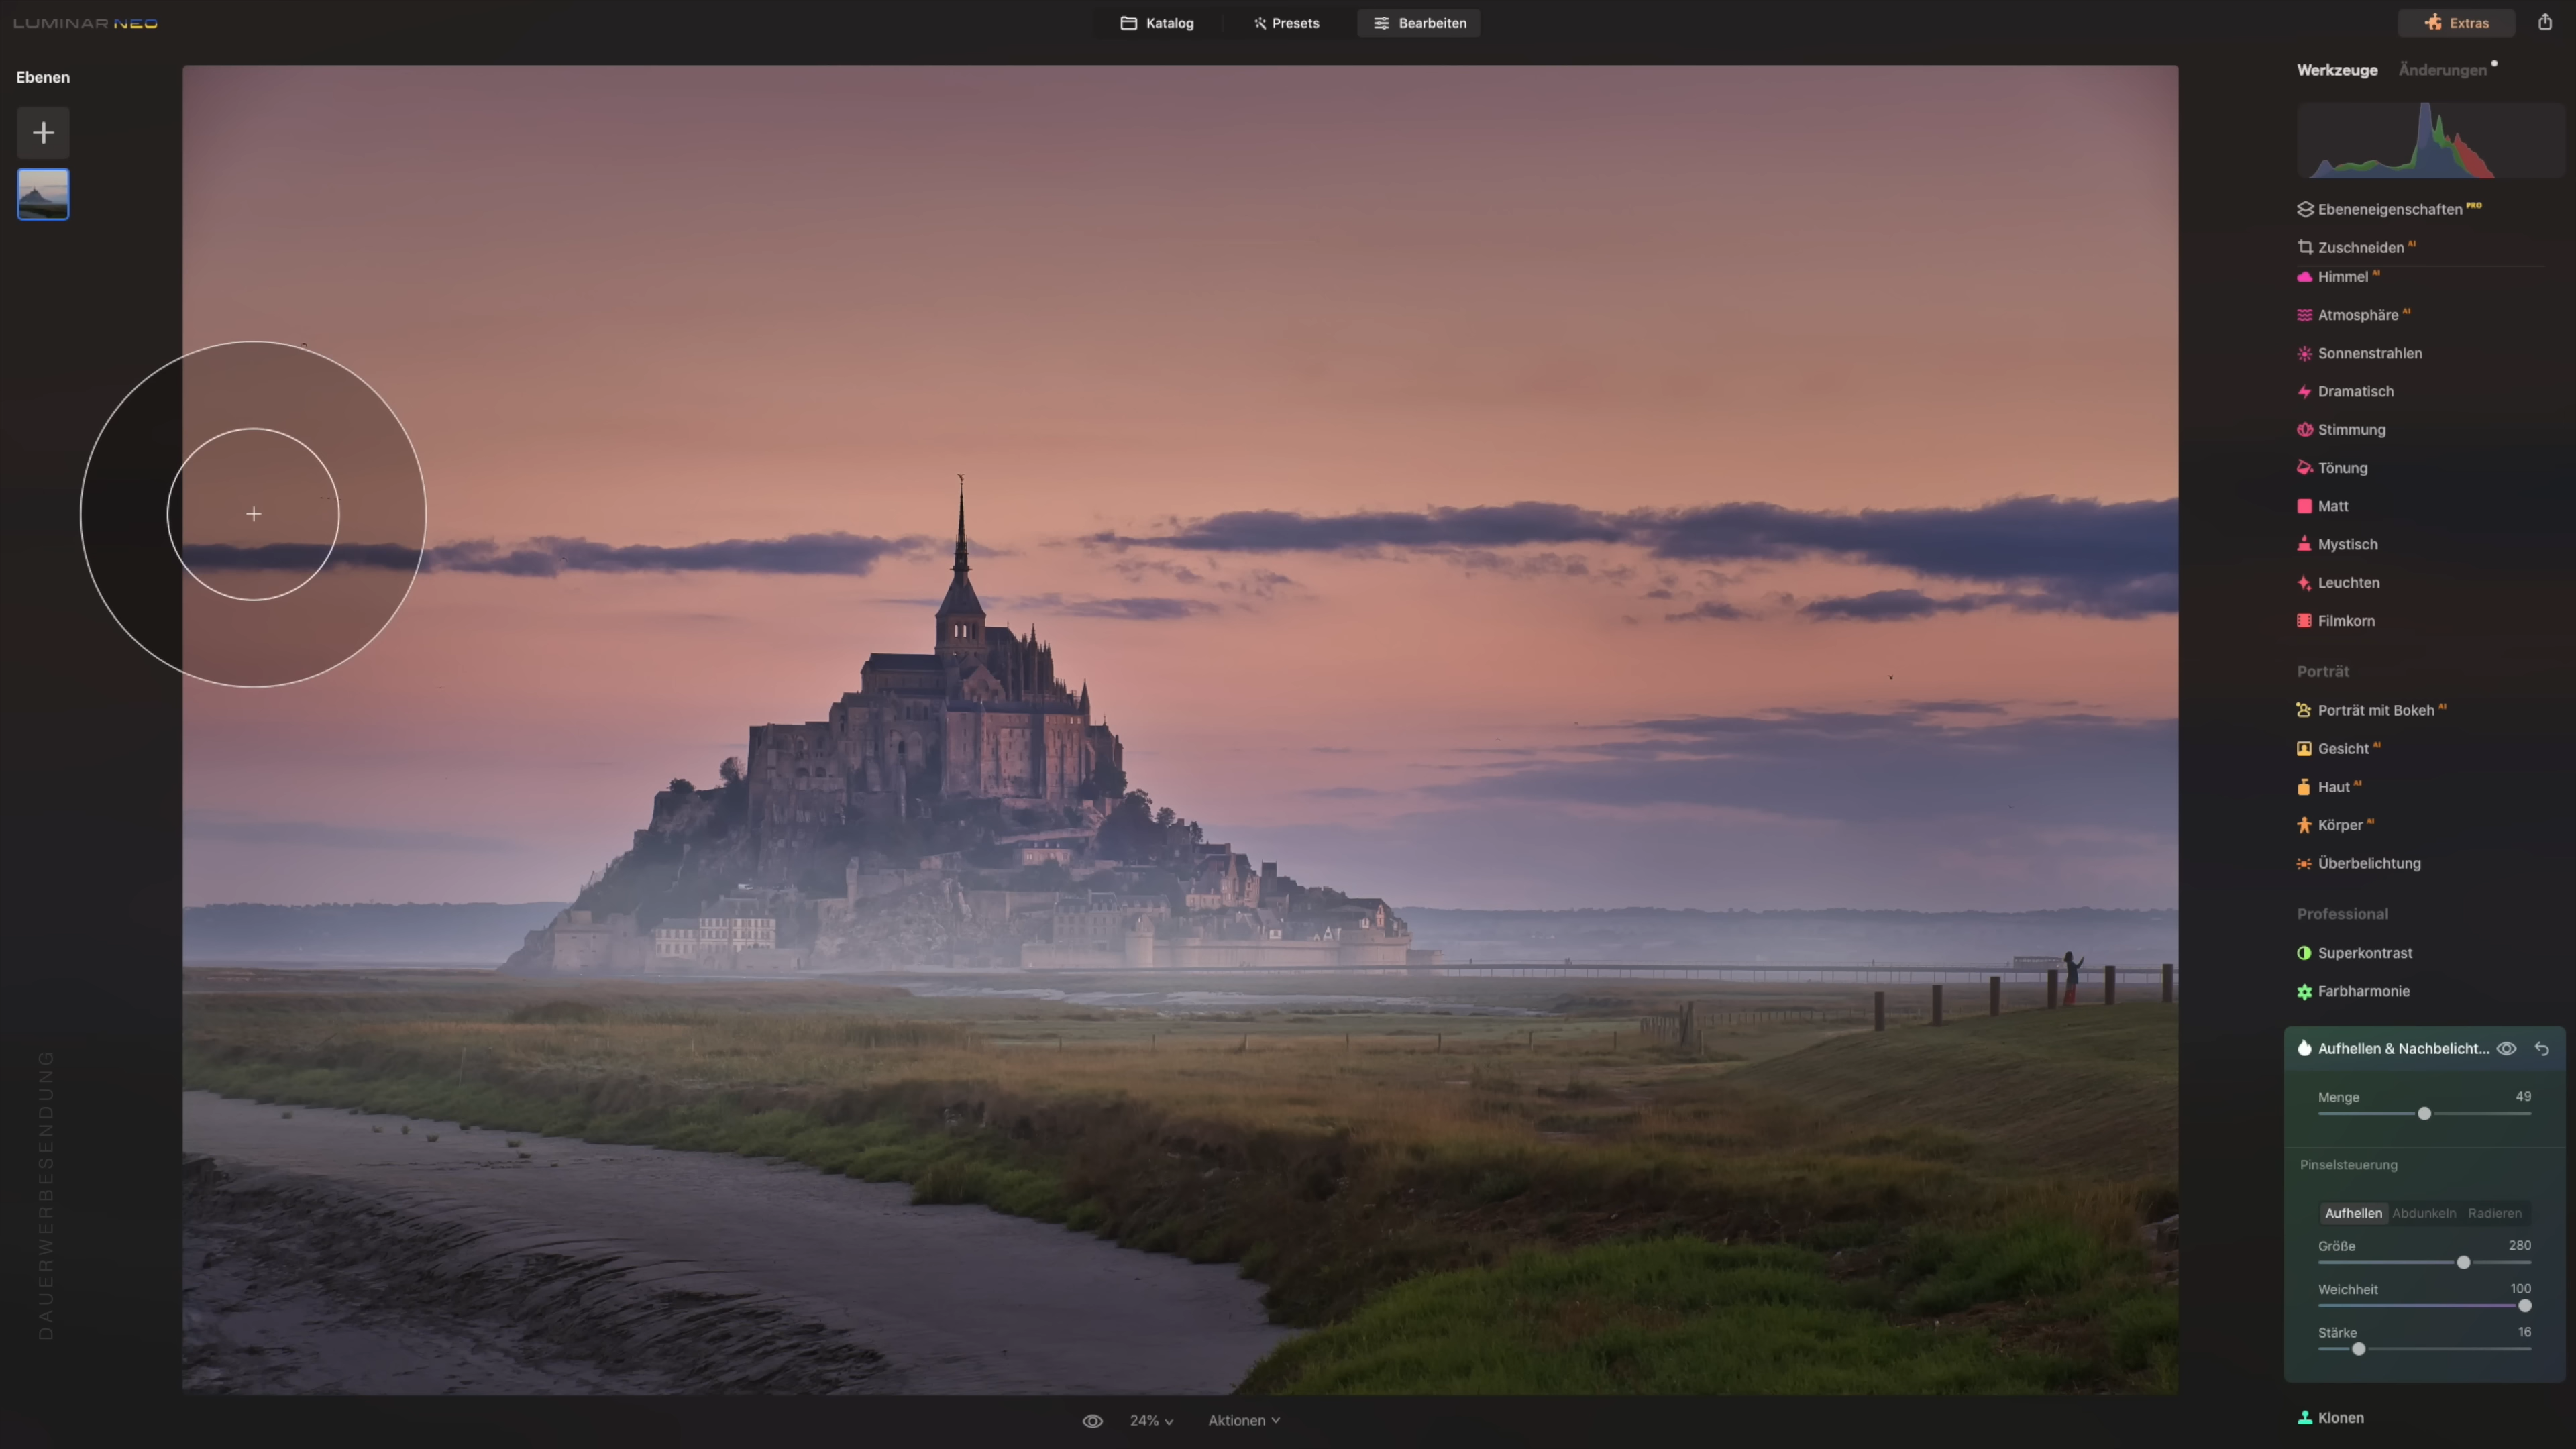 LUMINAR NEO
Katalog
Presets
Bearbeiten
Extras
Ebenen
Werkzeuge
Änderungen
Ebeneneigenschaften PRO
Zuschneiden AI
Himmel AI
Atmosphäre AI
Sonnenstrahlen
Dramatisch
Stimmung
Tönung
Matt
Mystisch
Leuchten
Filmkorn
Porträt
Porträt mit Bokeh AI
Gesicht AI
Haut AI
Körper AI
Überbelichtung
Professional
Superkontrast
Farbharmonie
Aufhellen & Nachbelicht...
Menge 49
Pinselsteuerung
Aufhellen Abdunkeln Radieren
Größe 280
Weichheit 100
Stärke 16
Klonen
DAUERWERBESENDUNG
24%
Aktionen